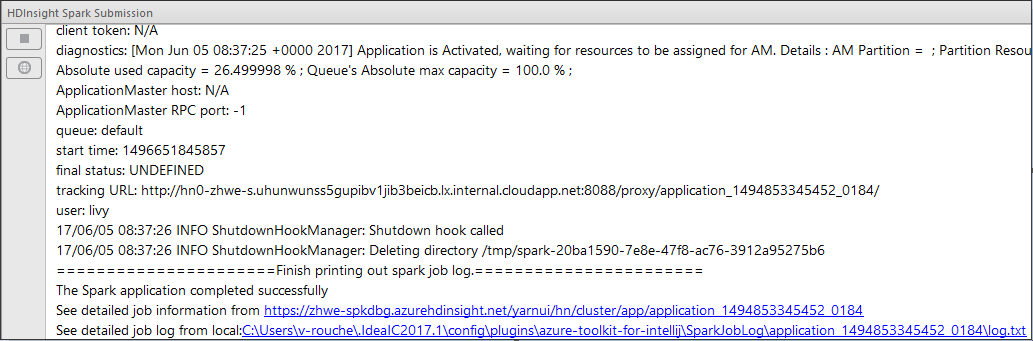 HDInsight Spark Submission
client token: N/A
diagnostics: [Mon Jun 05 08:37:25 +0000 2017] Application is Activated, waiting for resources to be assigned for AM. Details : AM Partition = ; Partition Resou
Absolute used capacity = 26.499998 % ; Queue's Absolute max capacity = 100.0 % ;
ApplicationMaster host: N/A
ApplicationMaster RPC port: -1
queue: default
start time: 1496651845857
final status: UNDEFINED
tracking URL: http://hn0-zhwe-s.uhunwunss5gupibv1jib3beicb.lx.internal.cloudapp.net:8088/proxy/application_1494853345452_0184/
user: livy
17/06/05 08:37:26 INFO ShutdownHookManager: Shutdown hook called
17/06/05 08:37:26 INFO ShutdownHookManager: Deleting directory /tmp/spark-20ba1590-7e8e-47f8-ac76-3912a95275b6
======================Finish printing out spark job log.=======================
The Spark application completed successfully
See detailed job information from https://zhwe-spkdbg.azurehdinsight.net/yarnui/hn/cluster/app/application_1494853345452_0184
See detailed job log from local:C:\Users\v-rouche\.IdeaIC2017.1\config\plugins\azure-toolkit-for-intellij\SparkJobLog\application_1494853345452_0184\log.txt